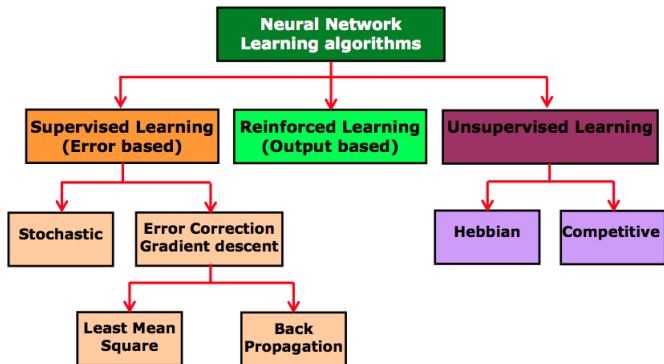 Neural Network
Learning algorithms
Supervised Learning
(Error based)
Reinforced Learning
(Output based)
Unsupervised Learning
Stochastic
Error Correction
Gradient descent
Hebbian
Competitive
Least Mean
Square
Back
Propagation